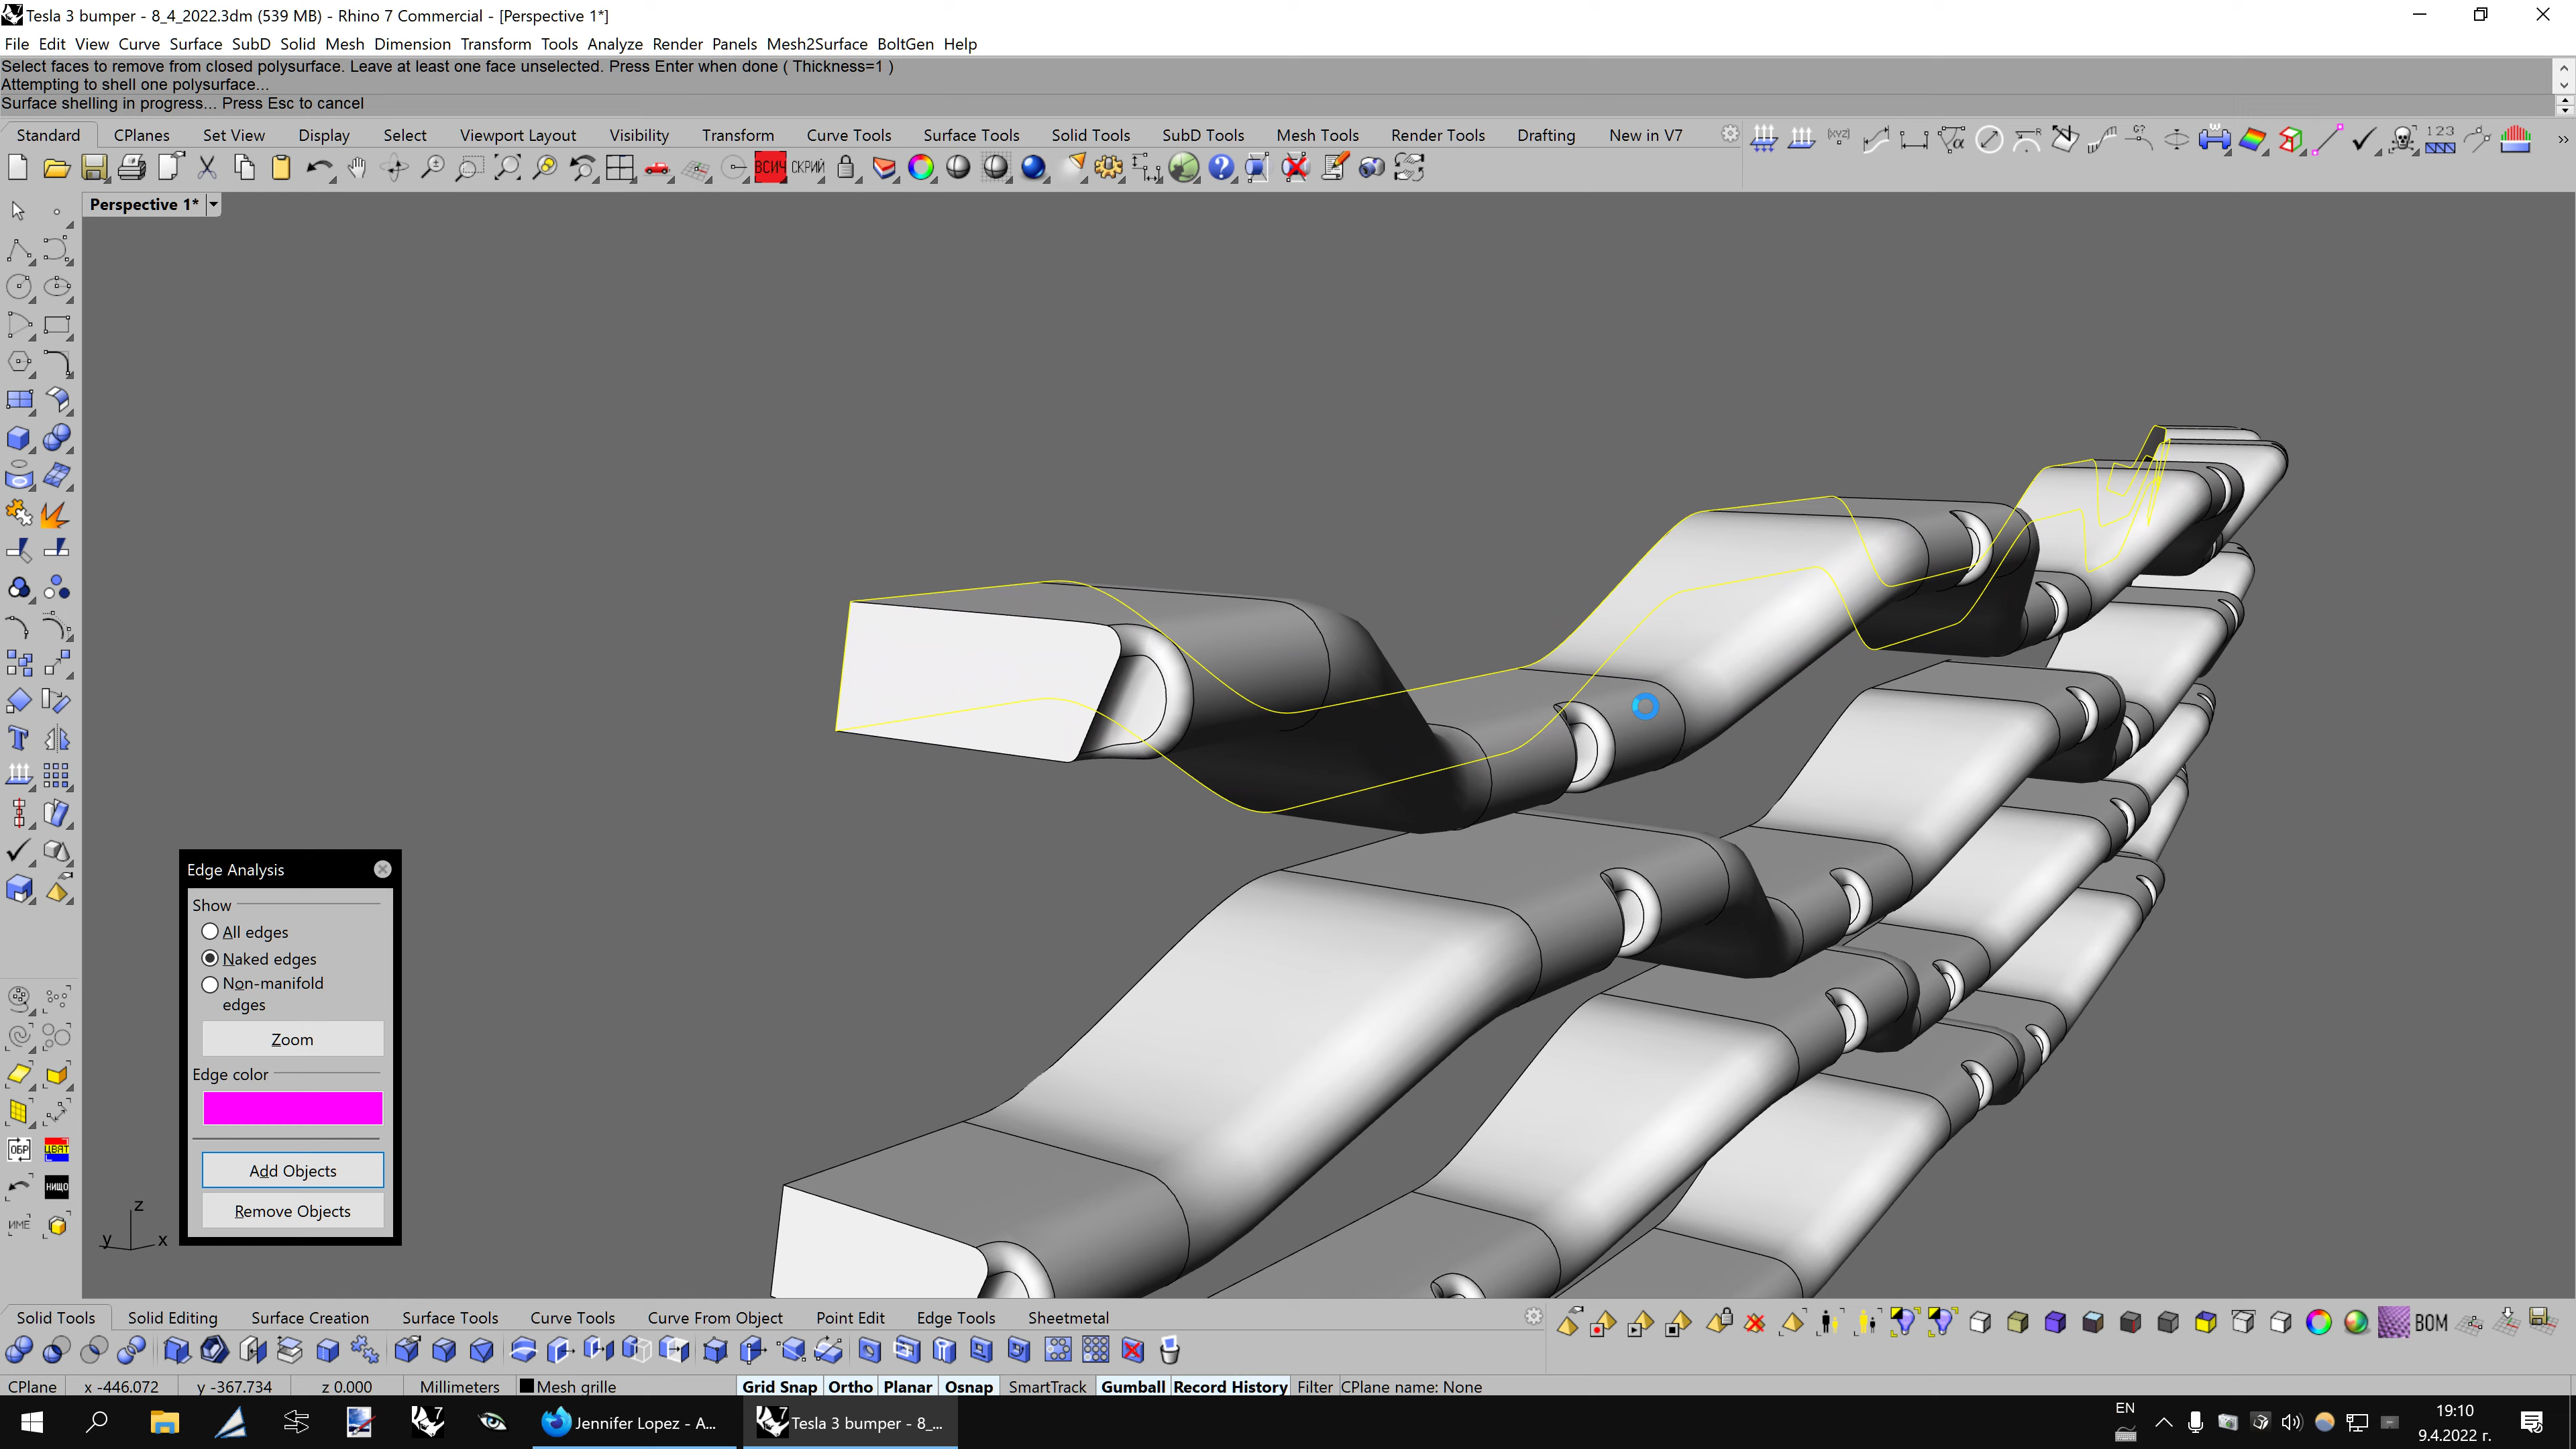 Tesla 3 bumper - 8_4_2022.3dm (539 MB) - Rhino 7 Commercial - [Perspective 1*]
File Edit View Curve Surface SubD Solid Mesh Dimension Transform Tools Analyze Render Panels Mesh2Surface BoltGen Help
Select faces to remove from closed polysurface. Leave at least one face unselected. Press Enter when done ( Thickness=1 )
Attempting to shell one polysurface...
Surface shelling in progress... Press Esc to cancel
Standard CPlanes Set View Display Select Viewport Layout Visibility Transform Curve Tools Surface Tools Solid Tools SubD Tools Mesh Tools Render Tools Drafting New in V7
ВСИЧ СКРИЙ
Perspective 1*
Edge Analysis
Show
All edges
Naked edges
Non-manifold
edges
Zoom
Edge color
Add Objects
Remove Objects
ОБР ЦВЯТ
НИЩО
ИМЕ
z
y x
Solid Tools Solid Editing Surface Creation Surface Tools Curve Tools Curve From Object Point Edit Edge Tools Sheetmetal
BOM
CPlane x -446.072 y -367.734 z 0.000 Millimeters Mesh grille Grid Snap Ortho Planar Osnap SmartTrack Gumball Record History Filter CPlane name: None
Jennifer Lopez - A... Tesla 3 bumper - 8_...
EN
19:10
9.4.2022 г.